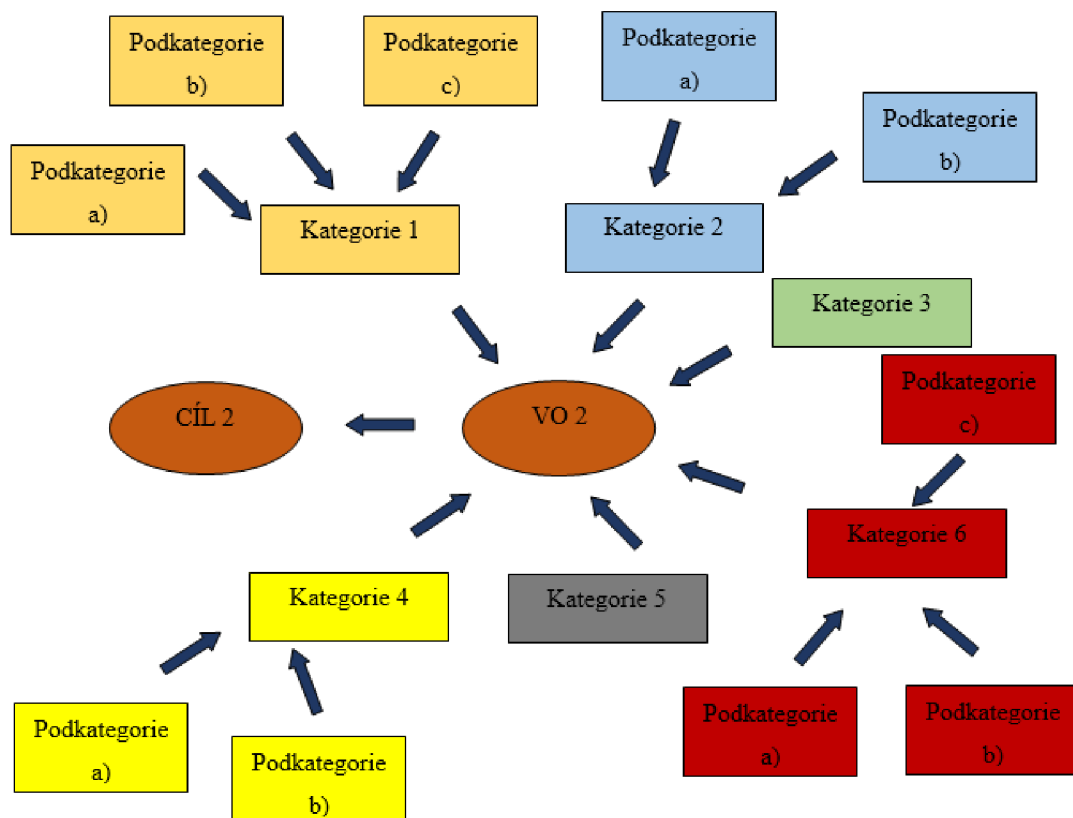 Podkategorie
b)
Podkategorie
c)
Podkategorie
a)
Podkategorie
b)
Podkategorie
a)
Kategorie 1
Kategorie 2
Kategorie 3
Podkategorie
c)
CÍL 2
VO 2
Kategorie 6
Kategorie 4
Kategorie 5
Podkategorie
a)
Podkategorie
b)
Podkategorie
a)
Podkategorie
b)